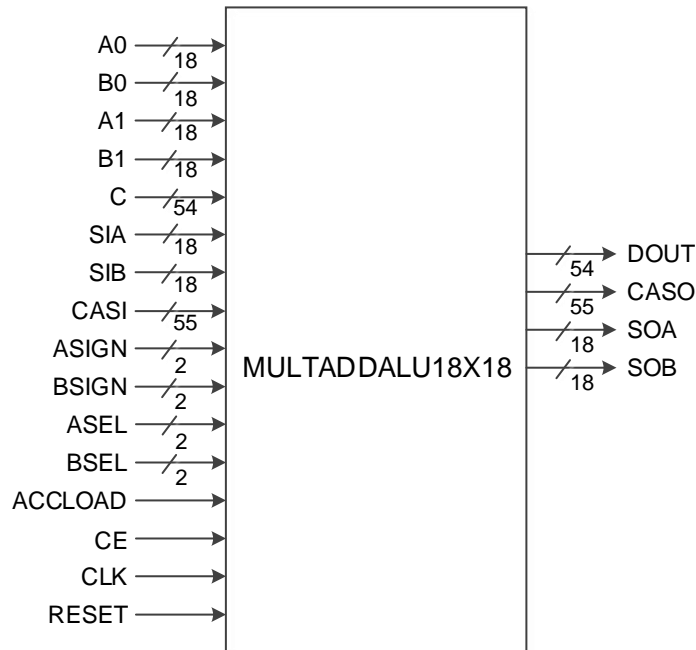 A0
18
B0
18
A1
18
B1
18
C
54
SIA
18
SIB
18
CASI
55
ASIGN
2
BSIGN
2
ASEL
2
BSEL
2
ACCLOAD
CE
CLK
RESET
MULTADDALU18X18
DOUT
54
CASO
55
SOA
18
SOB
18